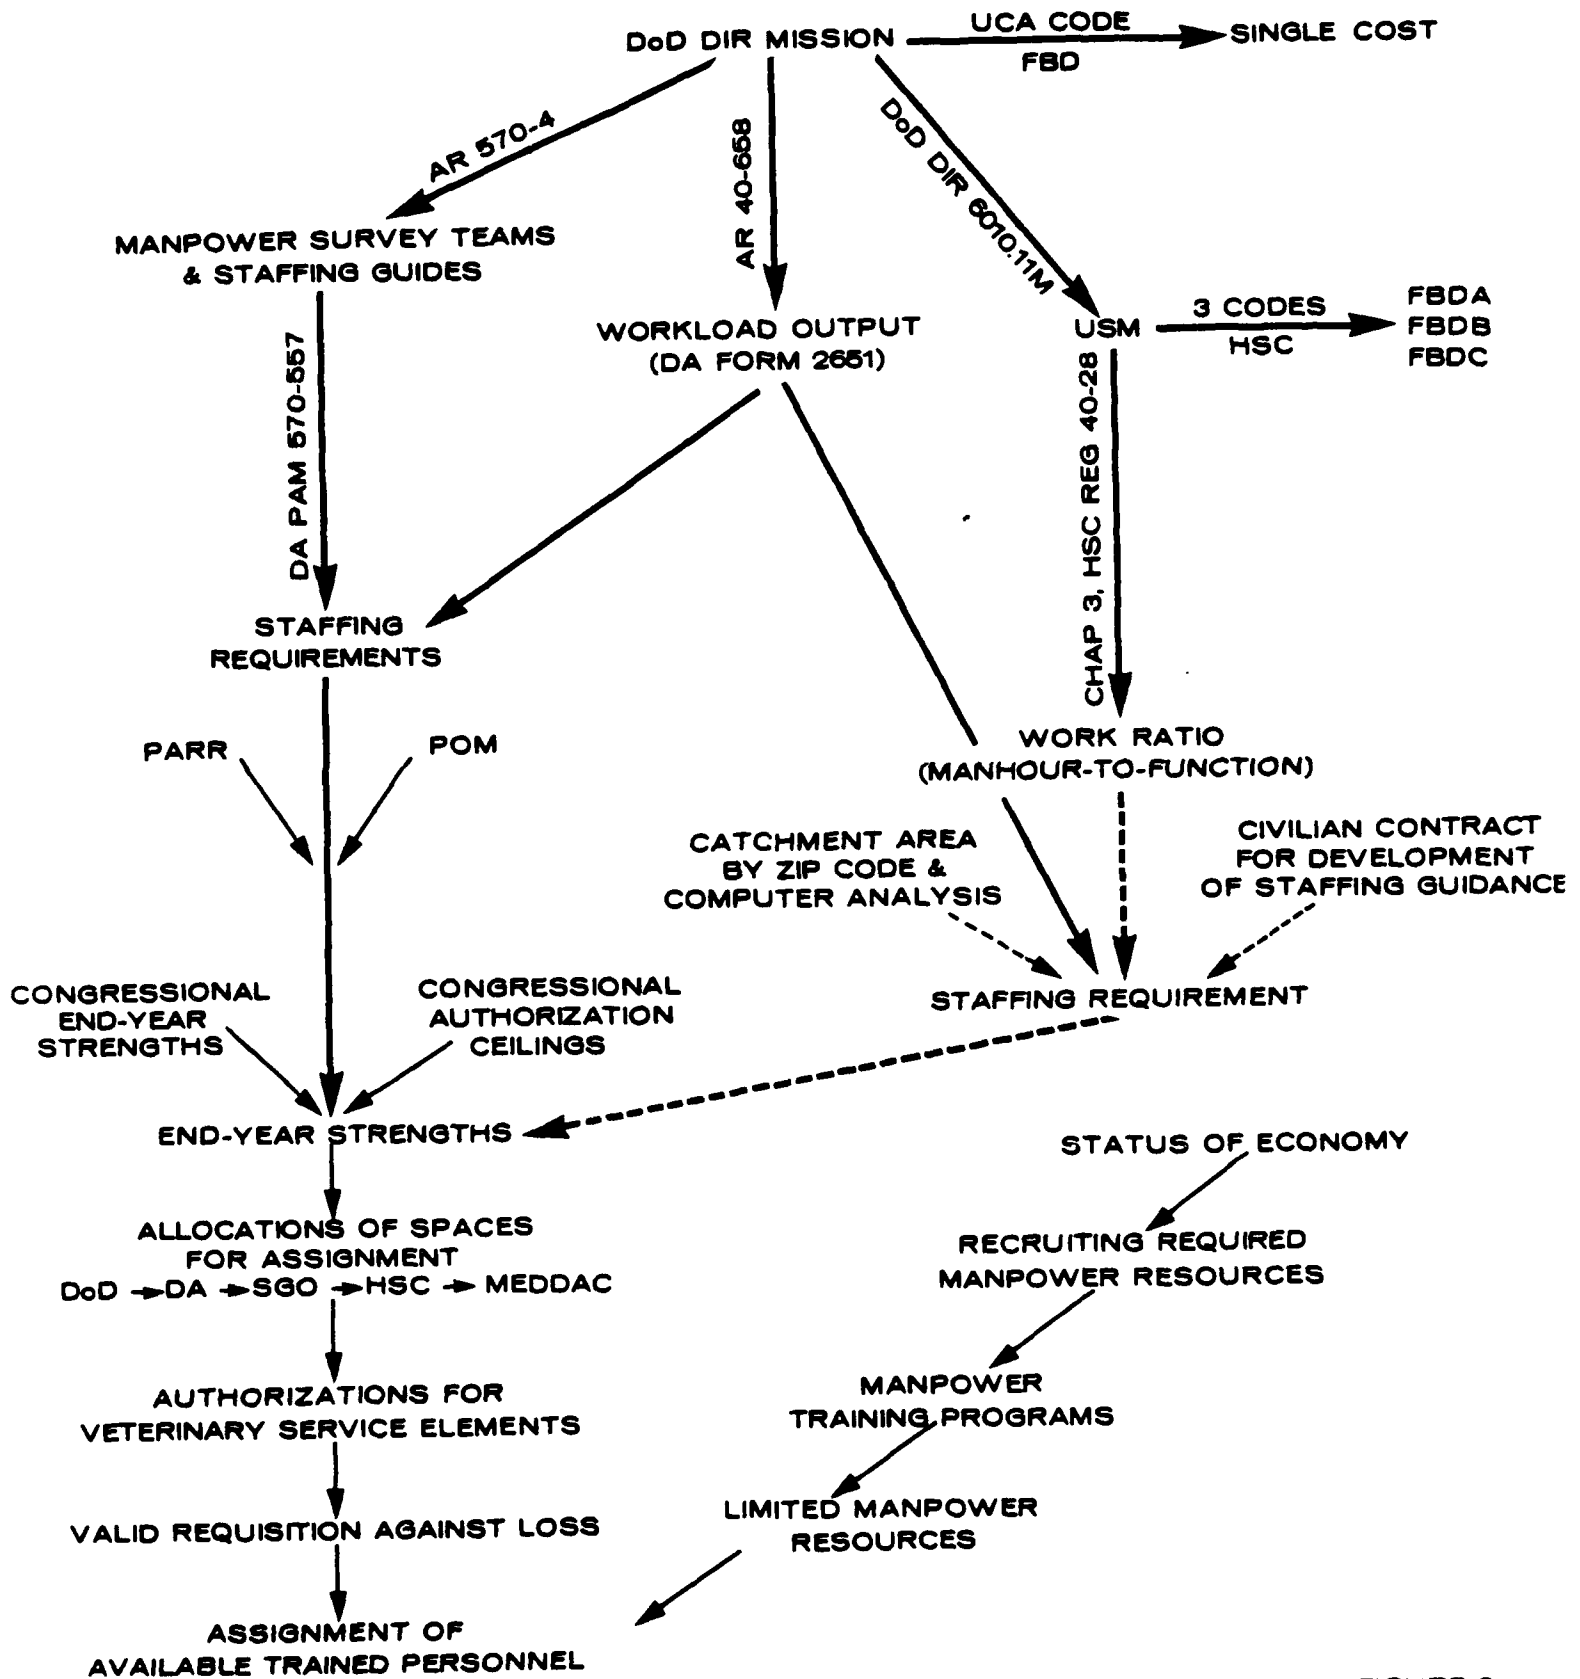 UCA CODE
DoD DIR MISSION
SINGLE COST
FBD
AR 570-4
AR 40-658
DoD DIR 6010.11M
MANPOWER SURVEY TEAMS
& STAFFING GUIDES
WORKLOAD OUTPUT
(DA FORM 2651)
USM
3 CODES
HSC
FBDA
FBDB
FBDC
DA PAM 570-557
CHAP 3, HSC REG 40-28
STAFFING
REQUIREMENTS
PARR
POM
WORK RATIO
(MANHOUR-TO-FUNCTION)
CATCHMENT AREA
BY ZIP CODE &
COMPUTER ANALYSIS
CIVILIAN CONTRACT
FOR DEVELOPMENT
OF STAFFING GUIDANCE
CONGRESSIONAL
END-YEAR
STRENGTHS
CONGRESSIONAL
AUTHORIZATION
CEILINGS
STAFFING REQUIREMENT
END-YEAR STRENGTHS
STATUS OF ECONOMY
ALLOCATIONS OF SPACES
FOR ASSIGNMENT
DoD → DA → SGO → HSC → MEDDAC
RECRUITING REQUIRED
MANPOWER RESOURCES
AUTHORIZATIONS FOR
VETERINARY SERVICE ELEMENTS
MANPOWER
TRAINING PROGRAMS
VALID REQUISITION AGAINST LOSS
LIMITED MANPOWER
RESOURCES
ASSIGNMENT OF
AVAILABLE TRAINED PERSONNEL